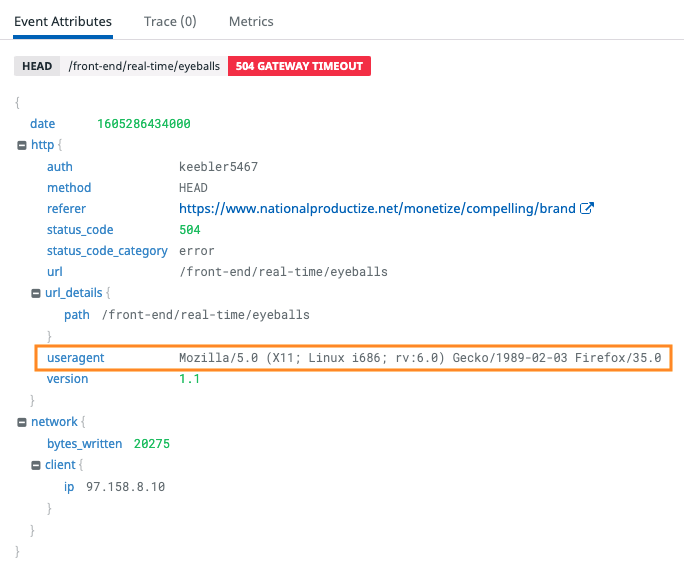 Event Attributes Trace (0) Metrics
HEAD /front-end/real-time/eyeballs 504 GATEWAY TIMEOUT
{
date 1605286434000
http {
auth keebler5467
method HEAD
referer https://www.nationalproductize.net/monetize/compelling/brand
status_code 504
status_code_category error
url /front-end/real-time/eyeballs
url_details {
path /front-end/real-time/eyeballs
}
useragent Mozilla/5.0 (X11; Linux i686; rv:6.0) Gecko/1989-02-03 Firefox/35.0
version 1.1
}
network {
bytes_written 20275
client {
ip 97.158.8.10
}
}
}